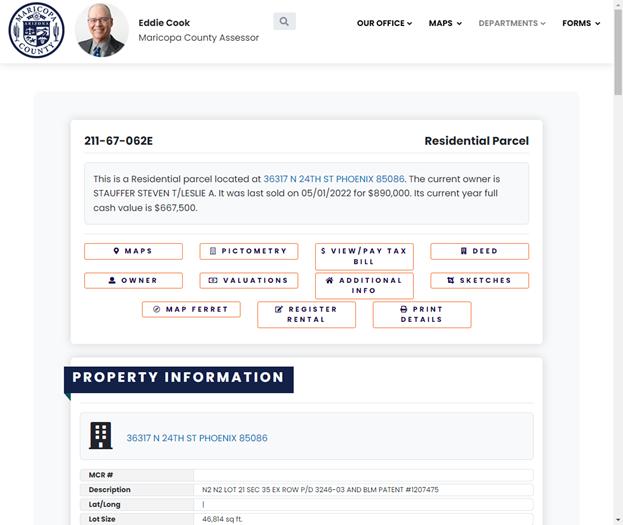 MARICOPA
ARIZONA
COUNTY
Eddie Cook
Maricopa County Assessor
OUR OFFICE
MAPS
DEPARTMENTS
FORMS
211-67-062E
Residential Parcel
This is a Residential parcel located at 36317 N 24TH ST PHOENIX 85086. The current owner is
STAUFFER STEVEN T/LESLIE A. It was last sold on 05/01/2022 for $890,000. Its current year full
cash value is $667,500.
MAPS
PICTOMETRY
$ VIEW/PAY TAX
BILL
DEED
OWNER
VALUATIONS
ADDITIONAL
INFO
SKETCHES
MAP FERRET
REGISTER
RENTAL
PRINT
DETAILS
PROPERTY INFORMATION
36317 N 24TH ST PHOENIX 85086
MCR #
Description N2 N2 LOT 21 SEC 35 EX ROW P/D 3246-03 AND BLM PATENT #1207475
Lat/Long |
Lot Size 46,814 sq ft.